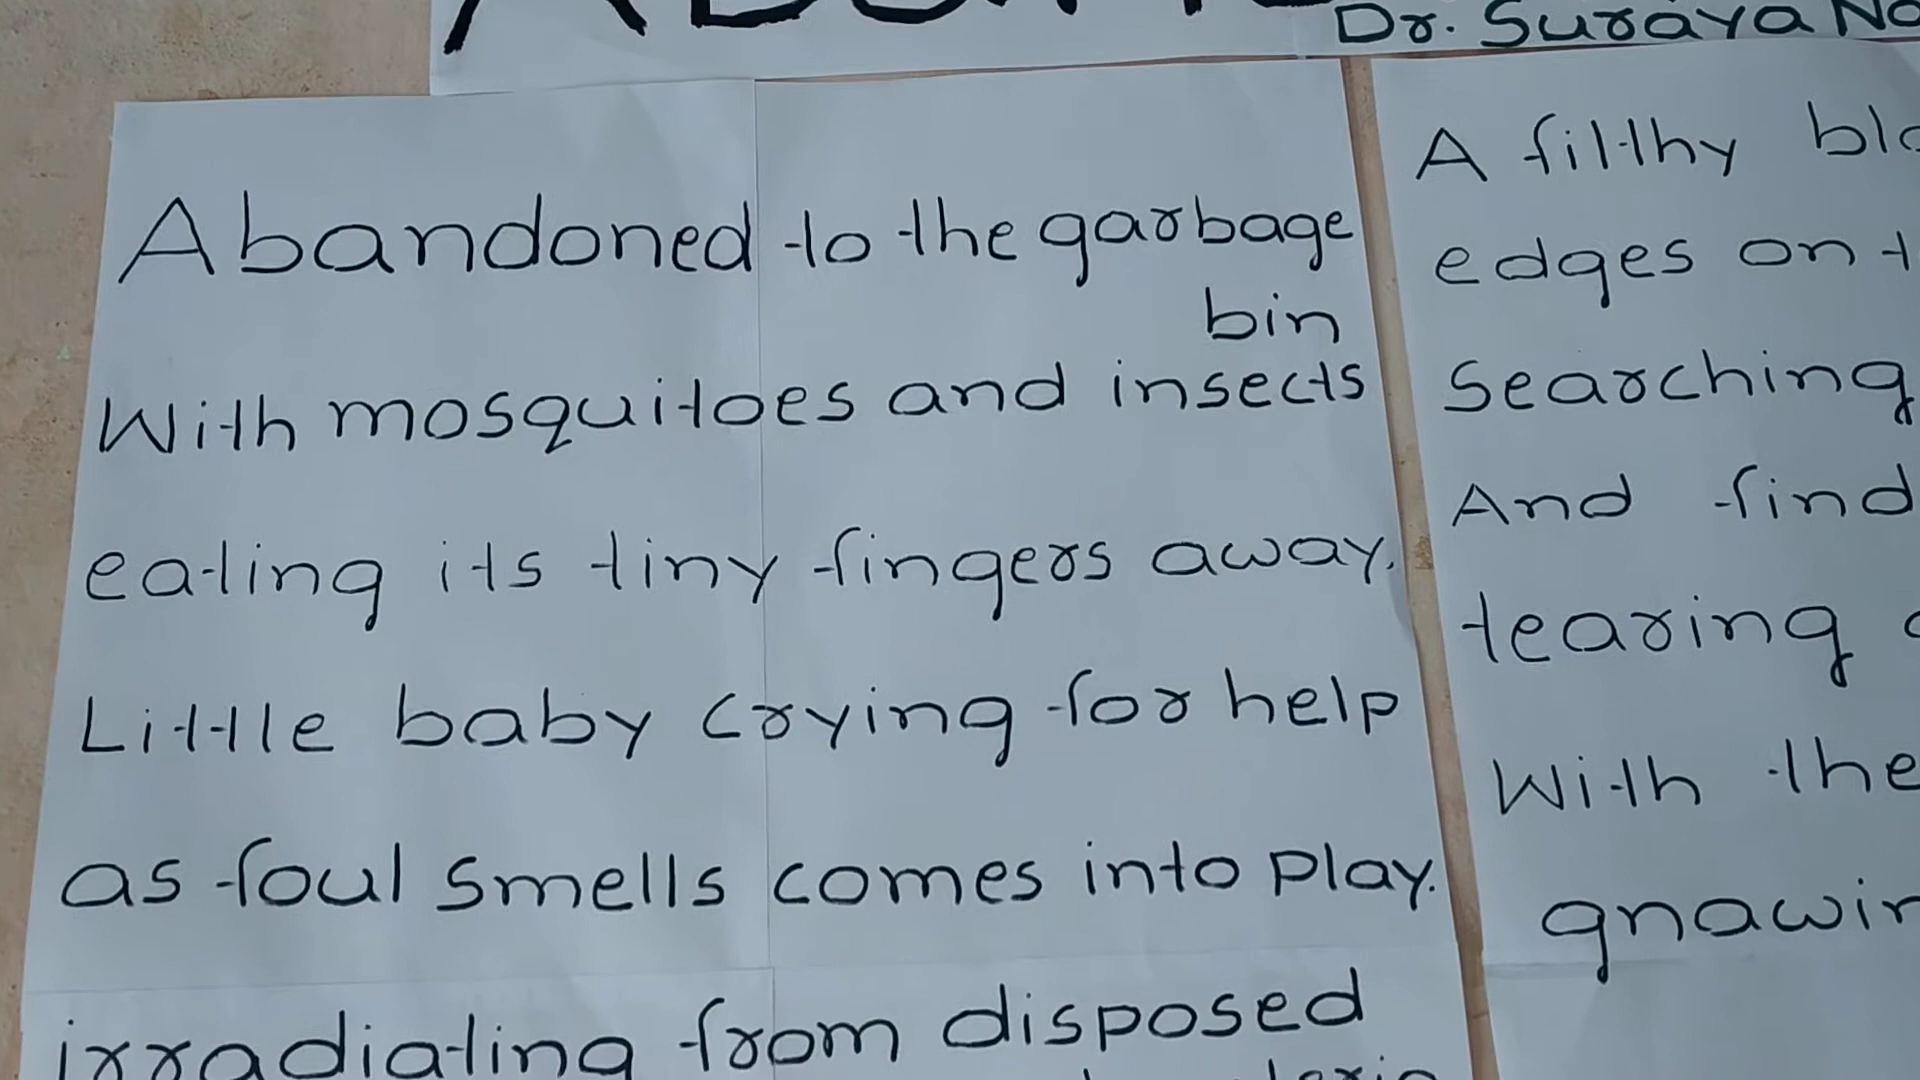 Dr. Suraya
Abandoned to the garbage
bin
With mosquitoes and insects
eating its tiny fingers away.
Little baby crying for help
as foul smells comes into play.
irradiating from disposed
A filthy
edges on
Searching
And find
tearing
With the